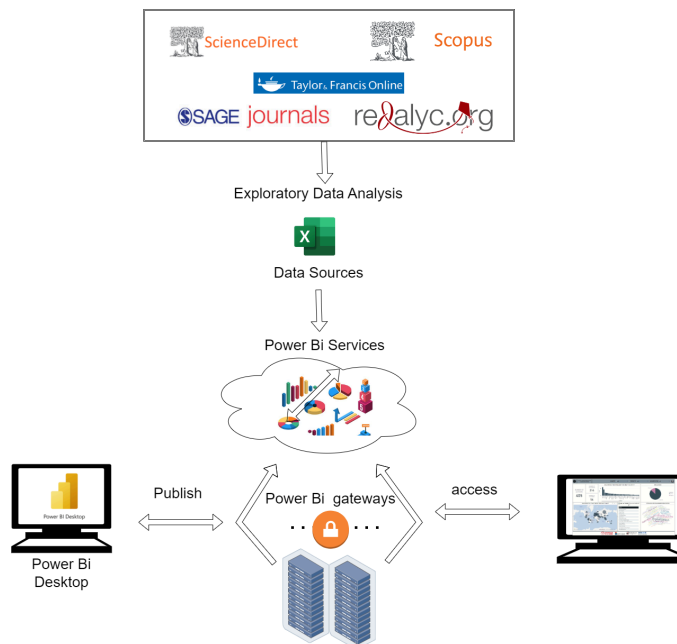 ScienceDirect
Scopus
Taylor & Francis Online
SAGE journals
redalyc.org
Exploratory Data Analysis
X
Data Sources
Power Bi Services
Publish
Power Bi gateways
access
Power Bi Desktop
Power Bi
Desktop